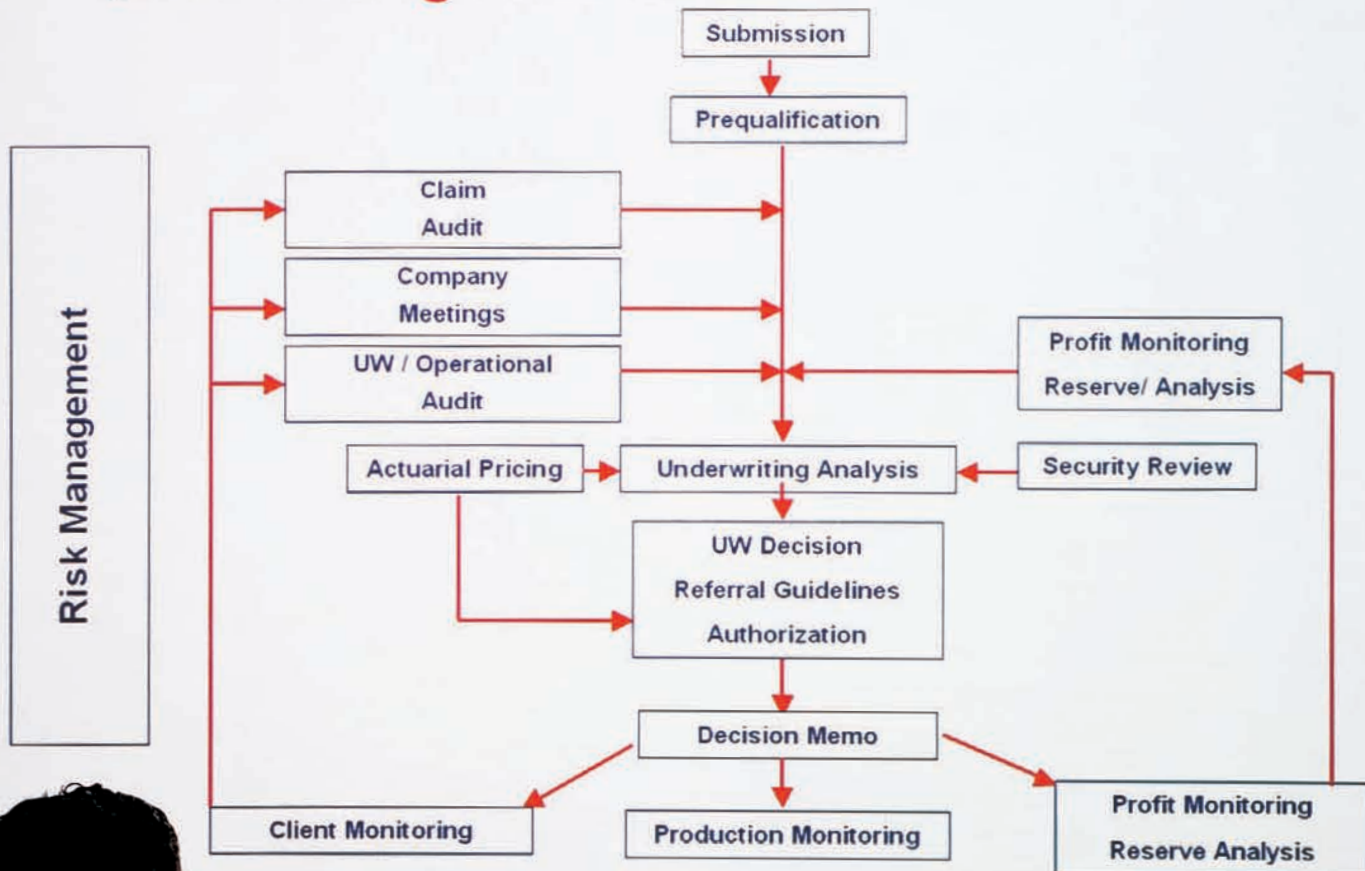 Submission
Prequalification
Risk Management
Claim
Audit
Company
Meetings
UW / Operational
Audit
Profit Monitoring
Reserve/ Analysis
Actuarial Pricing
Underwriting Analysis
Security Review
UW Decision
Referral Guidelines
Authorization
Decision Memo
Client Monitoring
Production Monitoring
Profit Monitoring
Reserve Analysis